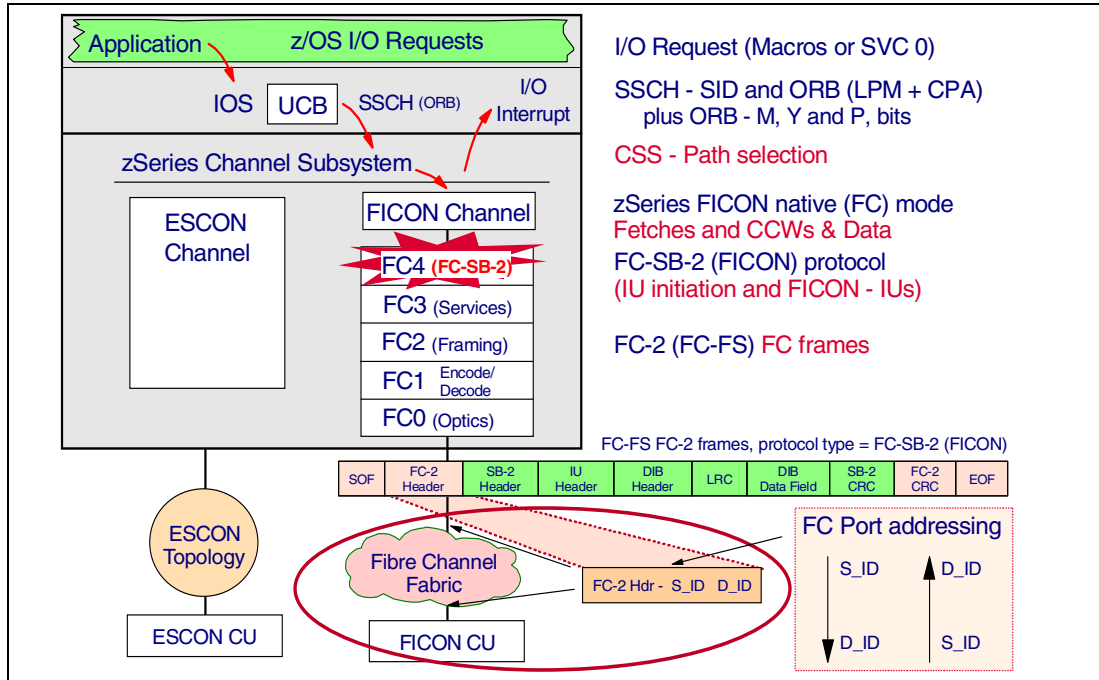 Application
z/OS I/O Requests
IOS
UCB
SSCH (ORB)
I/O
Interrupt
zSeries Channel Subsystem
ESCON
Channel
FICON Channel
FC4 (FC-SB-2)
FC3 (Services)
FC2 (Framing)
FC1 Encode/
Decode
FC0 (Optics)
I/O Request (Macros or SVC 0)
SSCH - SID and ORB (LPM + CPA)
plus ORB - M, Y and P, bits
CSS - Path selection
zSeries FICON native (FC) mode
Fetches and CCWs & Data
FC-SB-2 (FICON) protocol
(IU initiation and FICON - IUs)
FC-2 (FC-FS) FC frames
FC-FS FC-2 frames, protocol type = FC-SB-2 (FICON)
SOF
FC-2
Header
SB-2
Header
IU
Header
DIB
Header
LRC
DIB
Data Field
SB-2
CRC
FC-2
CRC
EOF
ESCON
Topology
ESCON CU
Fibre Channel
Fabric
FICON CU
FC-2 Hdr - S_ID D_ID
FC Port addressing
S_ID
D_ID
D_ID
S_ID